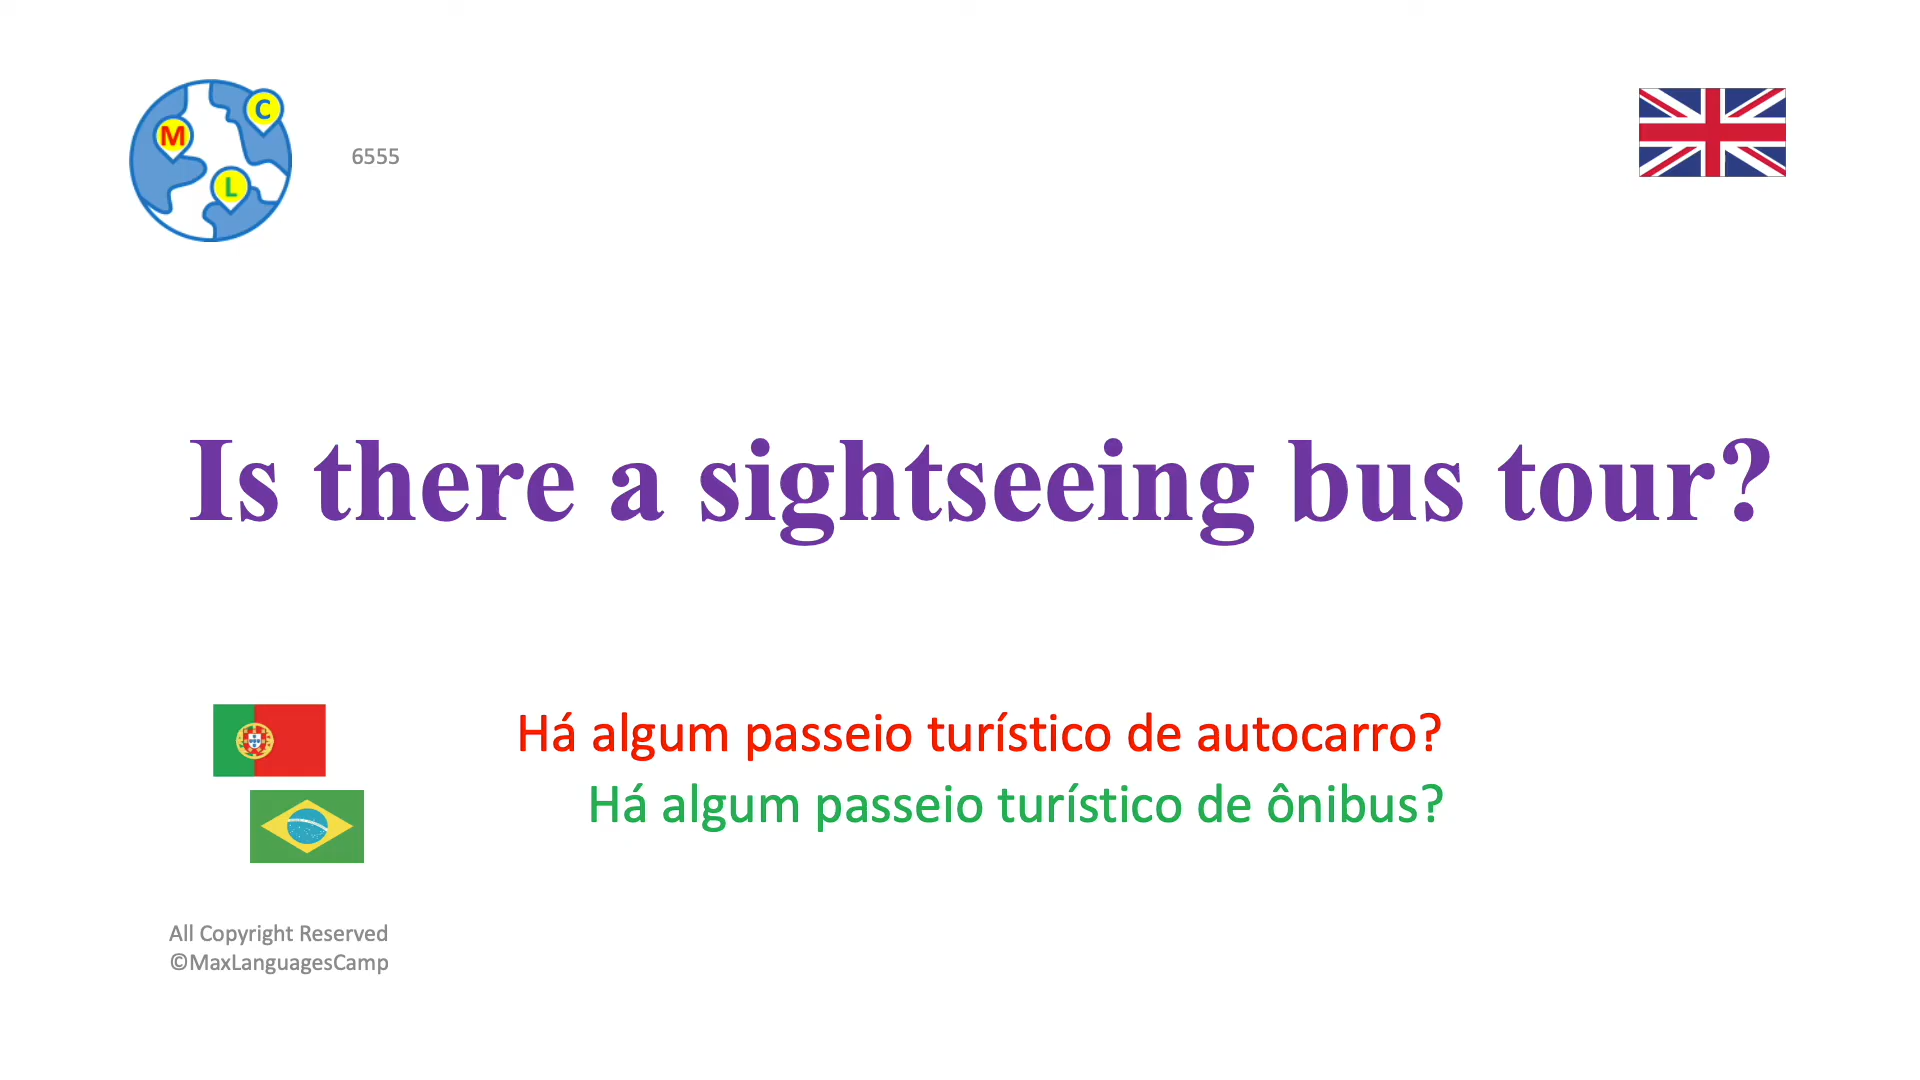 M C L
6555
Is there a sightseeing bus tour?
Há algum passeio turístico de autocarro?
Há algum passeio turístico de ônibus?
All Copyright Reserved
©MaxLanguagesCamp